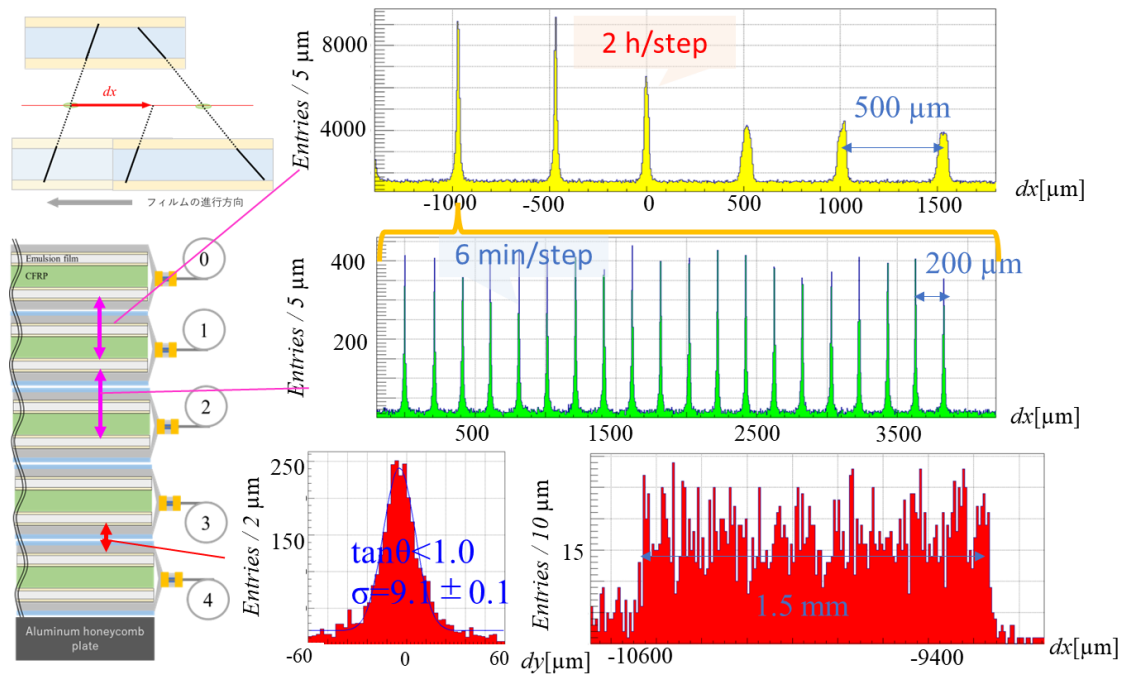 dx
フィルムの進行方向
Emulsion film
CFRP
0
1
2
3
4
Aluminum honeycomb
plate
Entries / 5 μm
8000
4000
2 h/step
500 μm
-1000
-500
0
500
1000
1500
dx[μm]
Entries / 5 μm
400
200
6 min/step
200 μm
500
1500
2500
3500
dx[μm]
Entries / 2 μm
250
150
tanθ<1.0
σ=9.1 ± 0.1
-60
0
60
dy[μm]
Entries / 10 μm
15
1.5 mm
-10600
-9400
dx[μm]